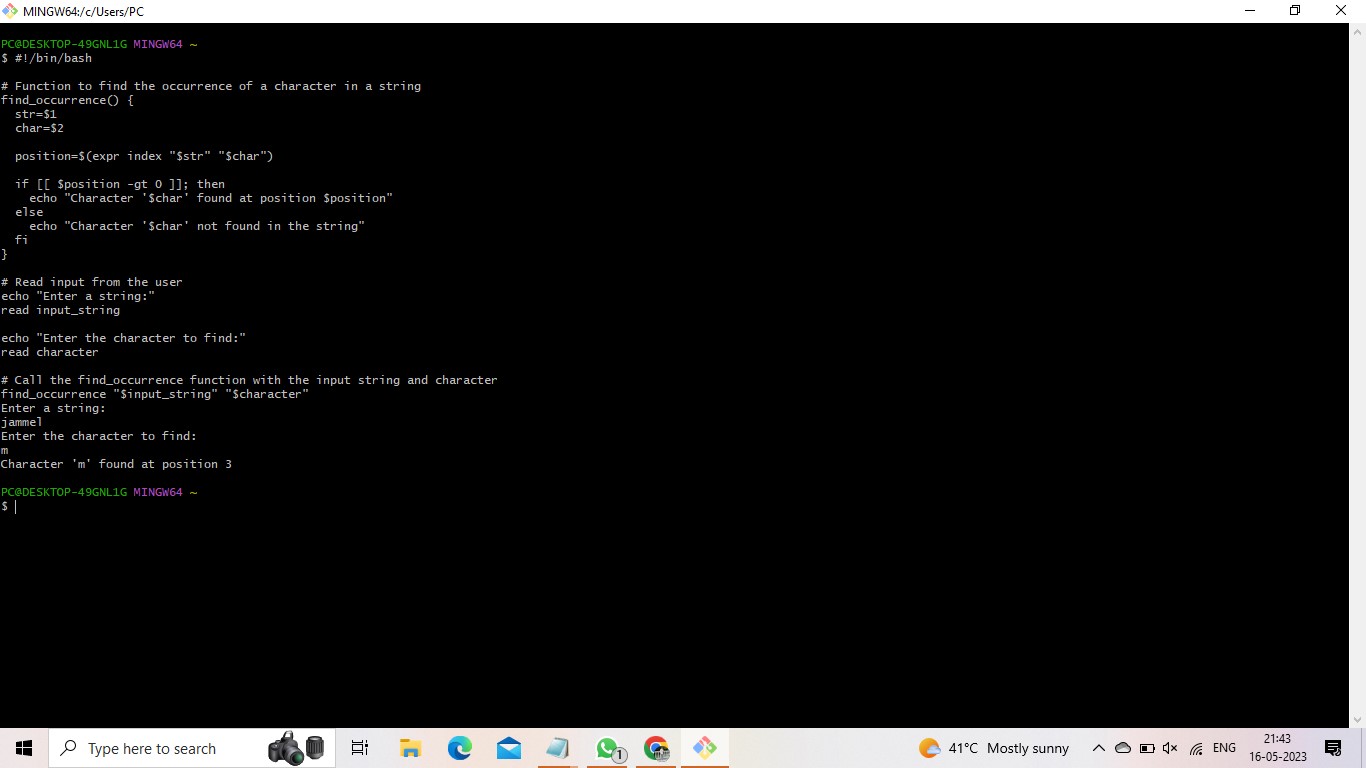 MINGW64:/c/Users/PC
PC@DESKTOP-49GNL1G MINGW64 ~
$ #!/bin/bash
# Function to find the occurrence of a character in a string
find_occurrence() {
  str=$1
  char=$2
  position=$(expr index "$str" "$char")
  if [[ $position -gt 0 ]]; then
    echo "Character '$char' found at position $position"
  else
    echo "Character '$char' not found in the string"
  fi
}
# Read input from the user
echo "Enter a string:"
read input_string
echo "Enter the character to find:"
read character
# Call the find_occurrence function with the input string and character
find_occurrence "$input_string" "$character"
Enter a string:
jammel
Enter the character to find:
m
Character 'm' found at position 3
PC@DESKTOP-49GNL1G MINGW64 ~
$
Type here to search
1
41°C Mostly sunny
ENG
21:43
16-05-2023